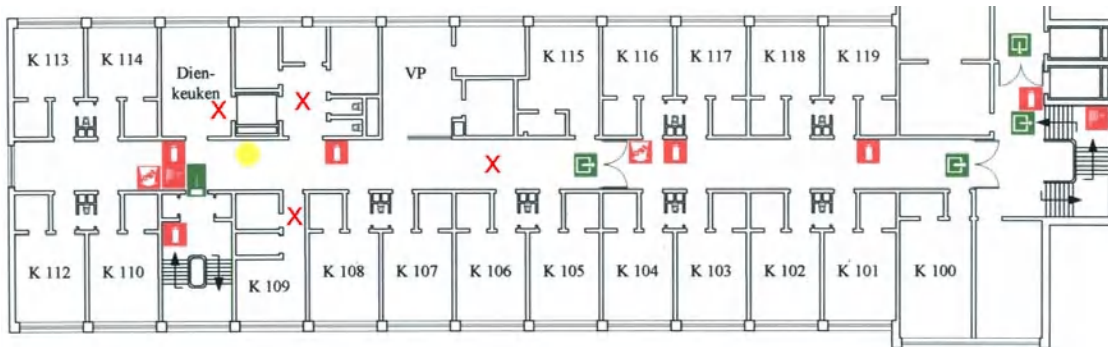 K 113
K 114
Dien-
keuken
VP
K 115
K 116
K 117
K 118
K 119
K 112
K 110
K 109
K 108
K 107
K 106
K 105
K 104
K 103
K 102
K 101
K 100
X
X
X
X